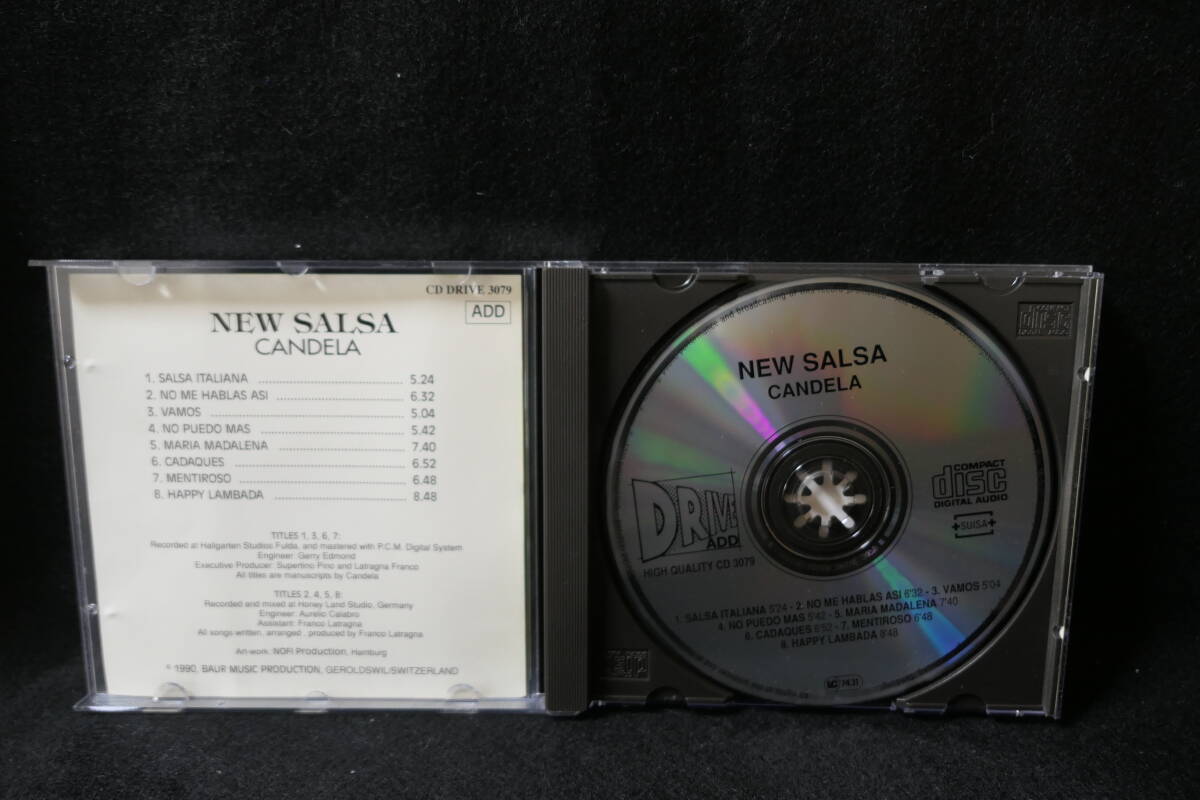 CD DRIVE 3079
ADD
NEW SALSA
CANDELA
1. SALSA ITALIANA 5.24
2. NO ME HABLAS ASI 6.32
3. VAMOS 5.04
4. NO PUEDO MAS 5.42
5. MARIA MADALENA 7.40
6. CADAQUES 6.52
7. MENTIROSO 6.48
8. HAPPY LAMBADA 8.48
TITLES 1, 3, 6, 7:
Recorded at Hallgarten Studios Fulda, and mastered with P.C.M. Digital System
Engineer: Gerry Edmond
Executive Producer: Supertino Pino and Latragna Franco
All titles are manuscripts by Candela
TITLES 2, 4, 5, 8:
Recorded and mixed at Honey Land Studio, Germany
Engineer: Aurelio Calabro
Assistant: Franco Latragna
All songs written, arranged, produced by Franco Latragna
Art-work: NOFI Production, Hamburg
1990, BAUR MUSIC PRODUCTION, GEROLDSWIL/SWITZERLAND
and broadcasting of this
NEW SALSA
CANDELA
DRIVE
ADD
HIGH QUALITY CD 3079
COMPACT
disc
DIGITAL AUDIO
SUISA
1. SALSA ITALIANA 5'24 - 2. NO ME HABLAS ASI 6'32 - 3. VAMOS 5'04
4. NO PUEDO MAS 5'42 - 5. MARIA MADALENA 7'40
6. CADAQUES 6'52 - 7. MENTIROSO 6'48
8. HAPPY LAMBADA 8'48
LC 7431